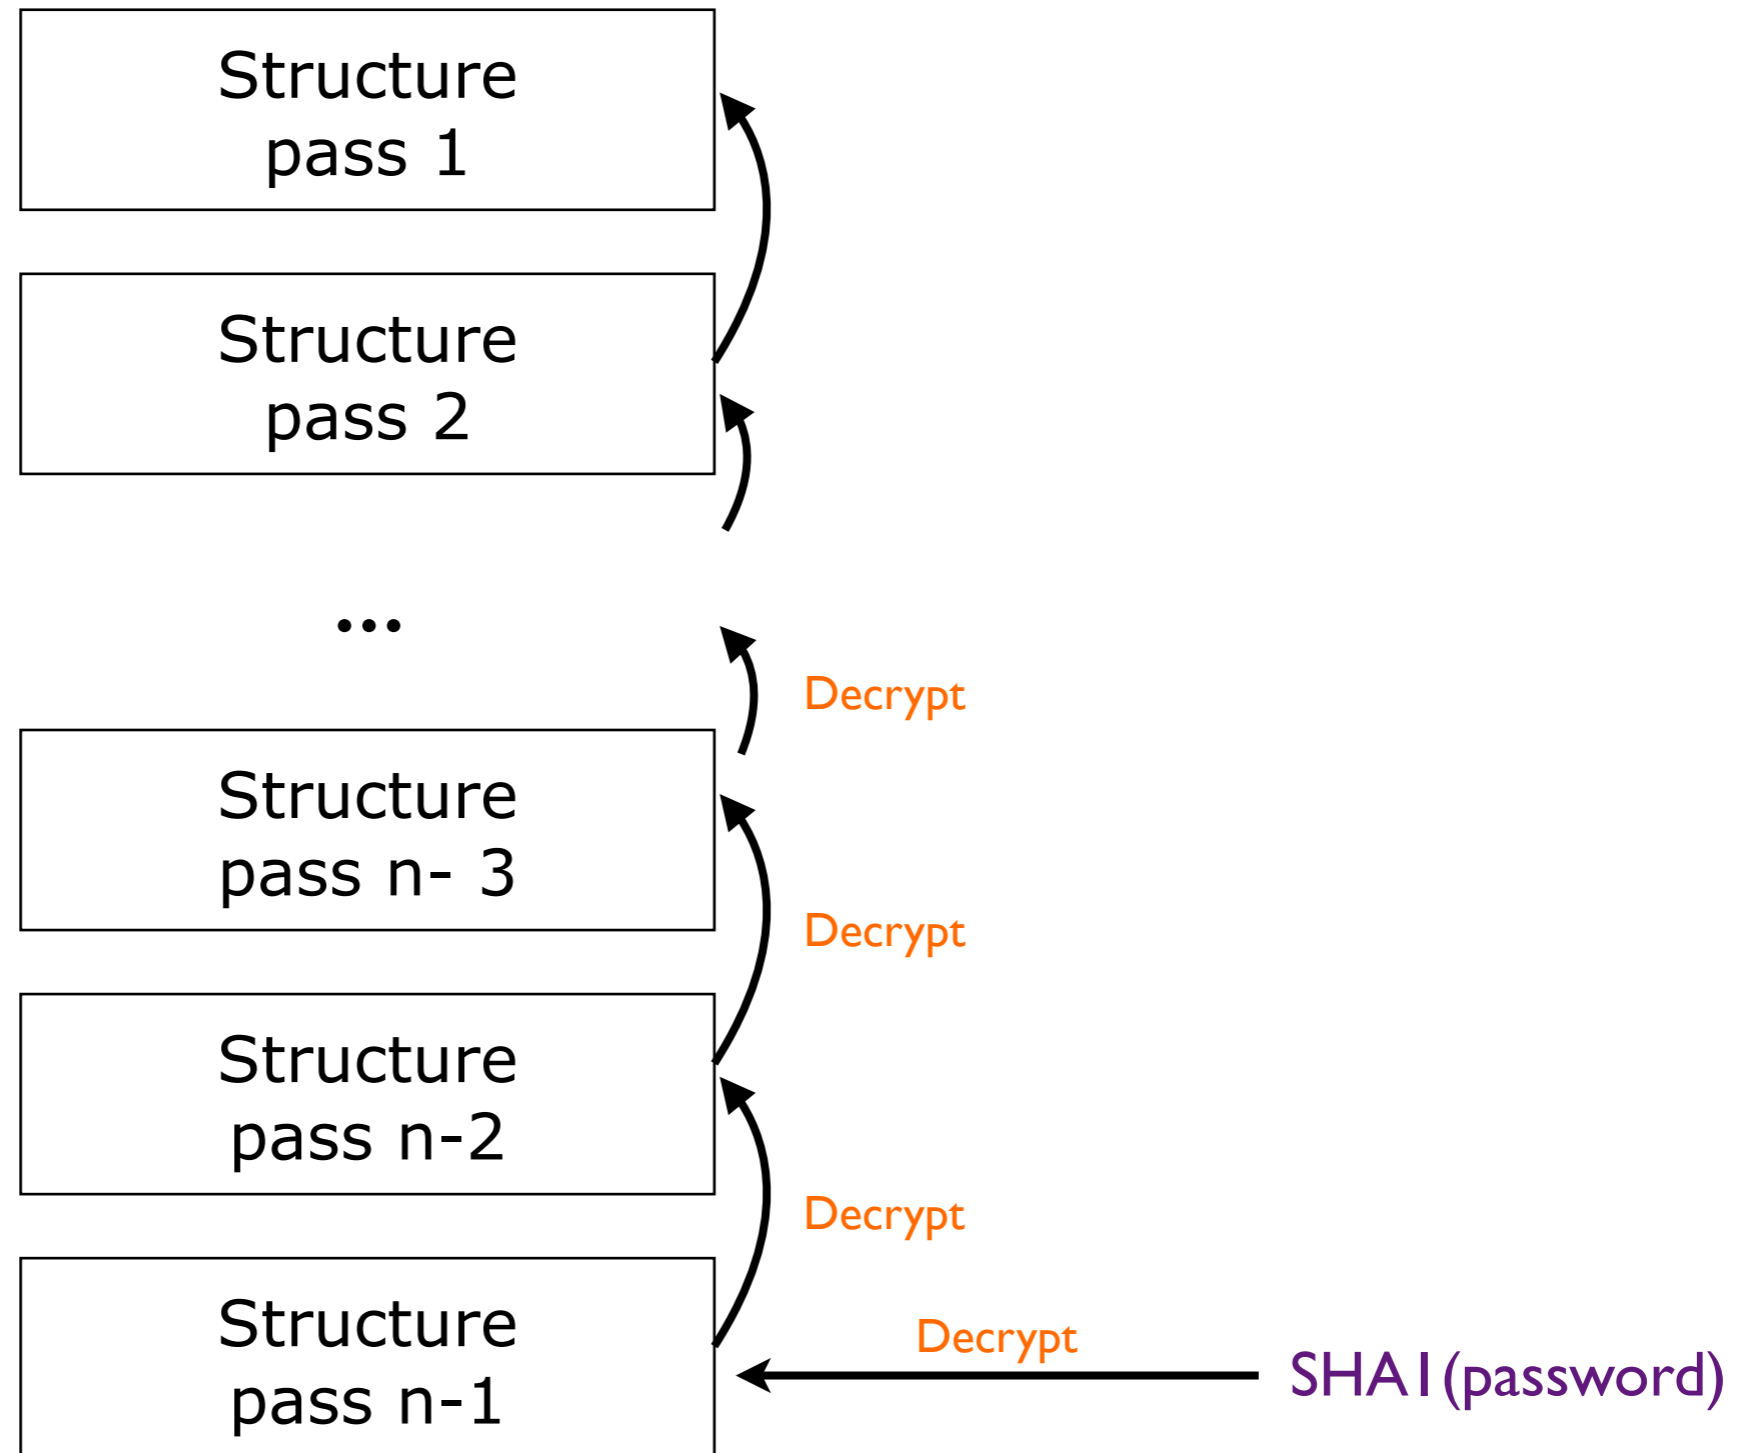 Structure
pass 1
Structure
pass 2
...
Decrypt
Structure
pass n- 3
Decrypt
Structure
pass n-2
Decrypt
Structure
pass n-1
Decrypt
SHA1(password)